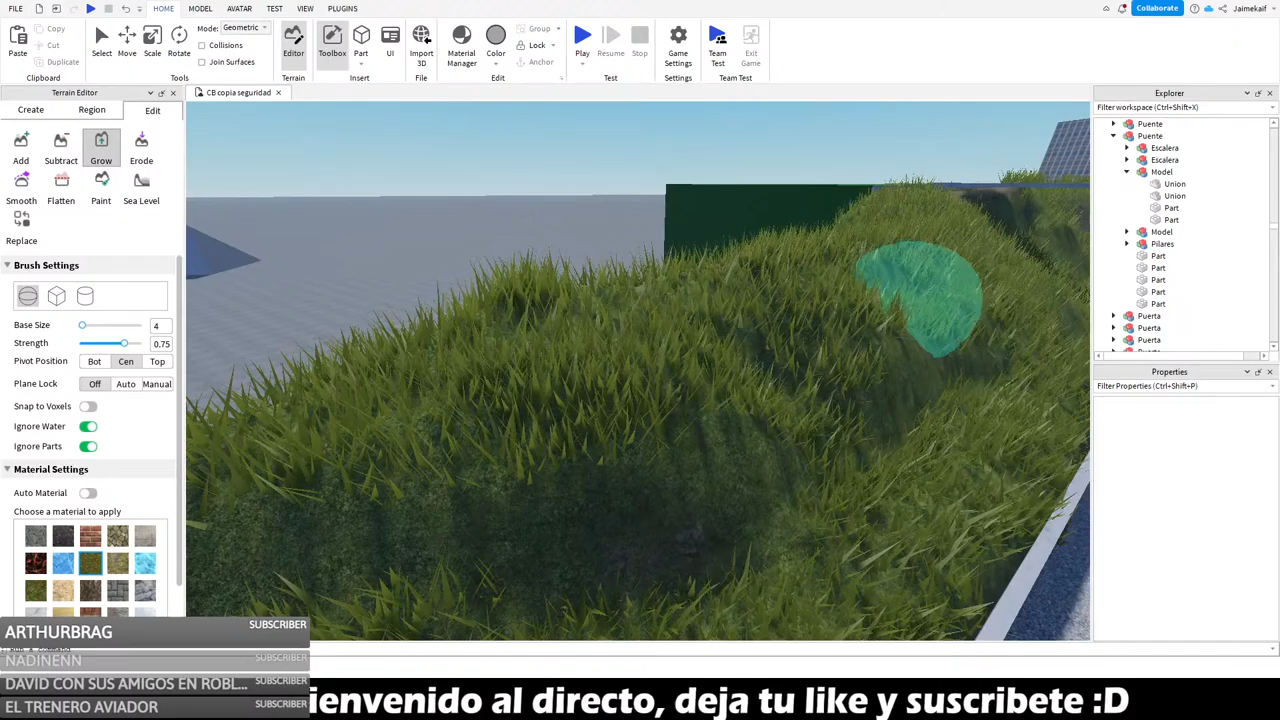 FILE HOME MODEL AVATAR TEST VIEW PLUGINS Collaborate Jaimekaif
Paste Copy Cut Duplicate Clipboard
Select Move Scale Rotate Mode: Geometric Collisions Join Surfaces Tools
Editor Terrain
Toolbox Part UI Insert
Import 3D File
Material Manager Color Group Lock Anchor Edit
Play Resume Stop Test
Game Settings Settings
Team Test Exit Game Team Test
Terrain Editor
CB copia seguridad
Create Region Edit
Add Subtract Grow Erode
Smooth Flatten Paint Sea Level
Replace
Brush Settings
Base Size 4
Strength 0.75
Pivot Position Bot Cen Top
Plane Lock Off Auto Manual
Snap to Voxels
Ignore Water
Ignore Parts
Material Settings
Auto Material
Choose a material to apply
Explorer
Filter workspace (Ctrl+Shift+X)
Puente
Puente
Escalera
Escalera
Model
Union
Union
Part
Part
Model
Pilares
Part
Part
Part
Part
Part
Puerta
Puerta
Puerta
Properties
Filter Properties (Ctrl+Shift+P)
ARTHURBRAG SUBSCRIBER
NADINENN SUBSCRIBER
DAVID CON SUS AMIGOS EN ROBL... SUBSCRIBER
EL TRENERO AVIADOR SUBSCRIBER
ienvenido al directo, deja tu like y suscribete :D